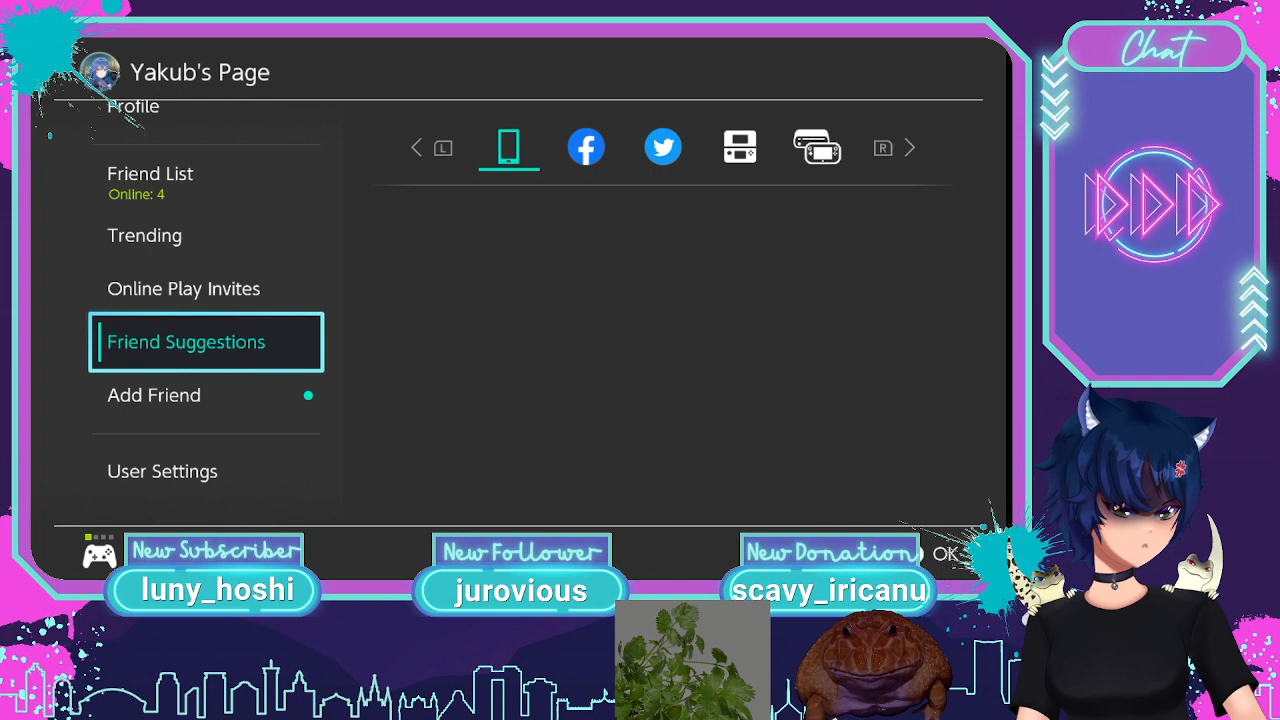 Yakub's Page
Chat
Profile
L
R
Friend List
Online: 4
Trending
Online Play Invites
Friend Suggestions
Add Friend
User Settings
OK
New Subscriber
New Follower
New Donation
luny_hoshi
jurovious
scavy_iricanu